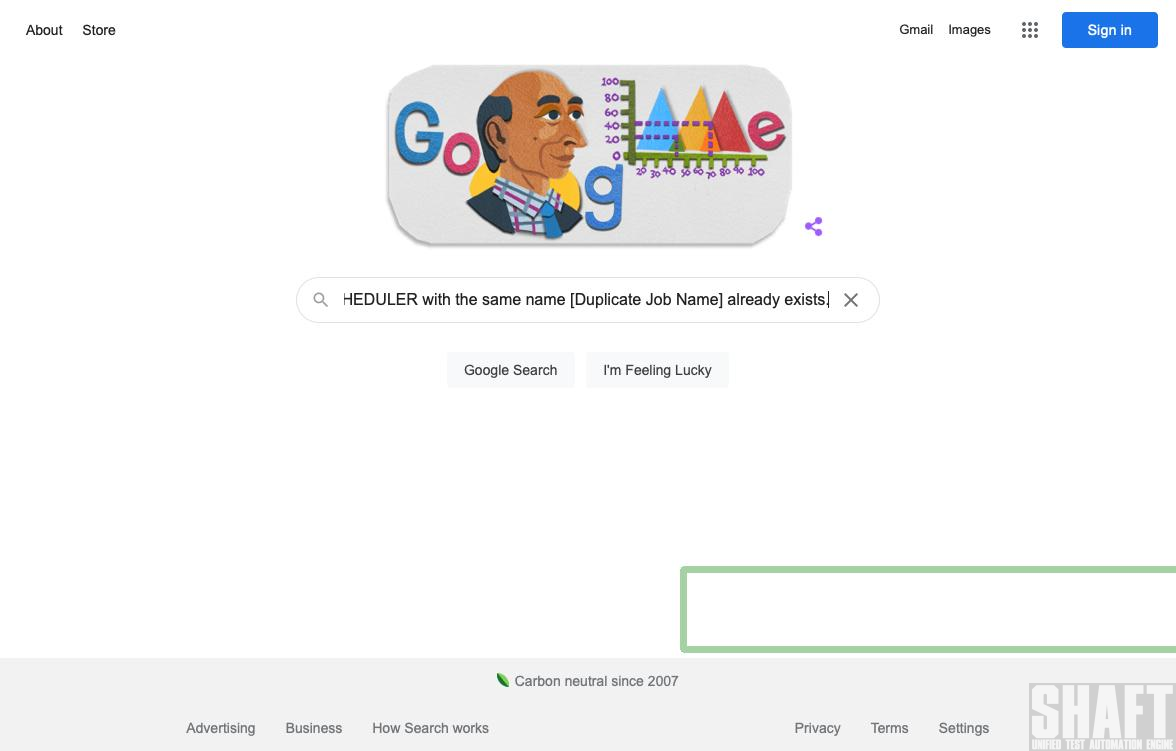 About Store
Gmail Images
Sign in
Google
100
80
60
40
20
0
20 30 40 50 60 70 80 90 100
HEDULER with the same name [Duplicate Job Name] already exists.
Google Search I'm Feeling Lucky
Carbon neutral since 2007
Advertising Business How Search works
Privacy Terms Settings
SHAFT
UNIFIED TEST AUTOMATION ENGINE